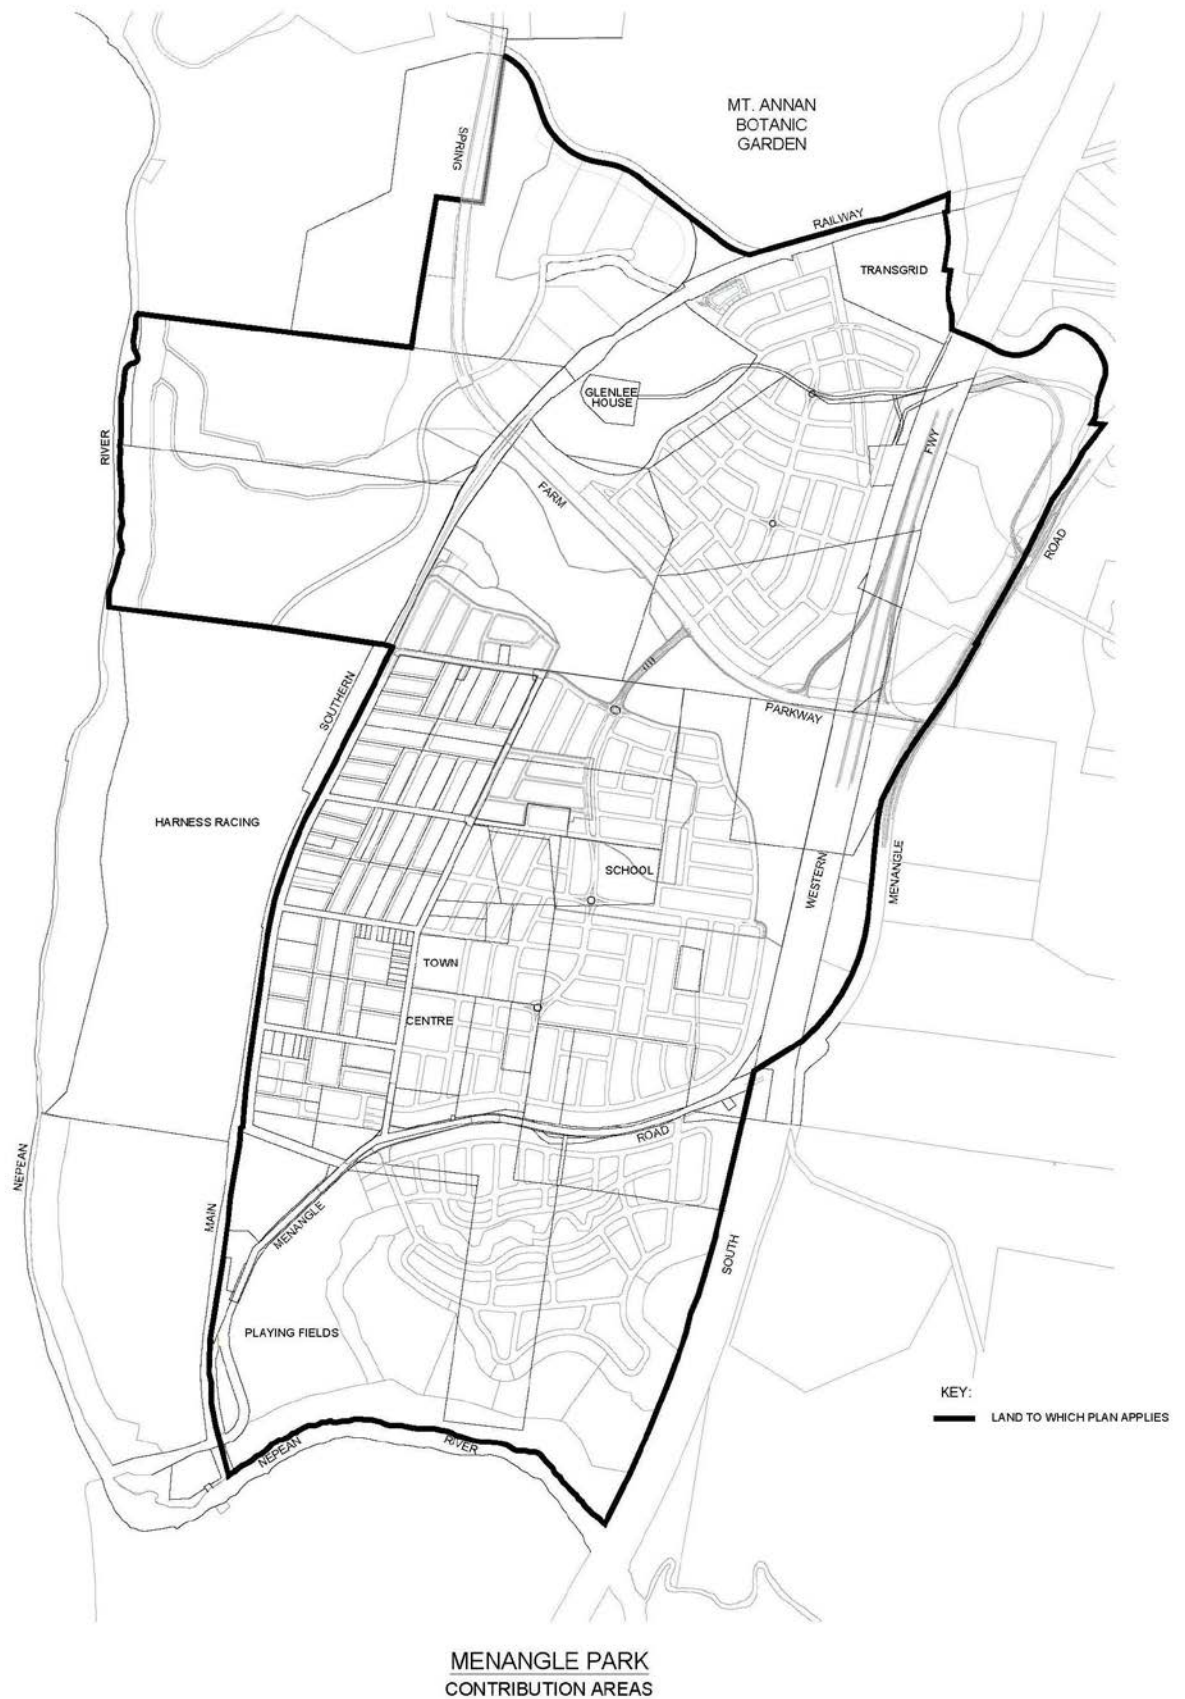 MT. ANNAN
BOTANIC
GARDEN
SPRING
RAILWAY
TRANSGRID
GLENLEE
HOUSE
RIVER
FWY
FARM
ROAD
SOUTHERN
PARKWAY
HARNESS RACING
SCHOOL
WESTERN
MENANGLE
TOWN
CENTRE
ROAD
NEPEAN
MAIN
MENANGLE
SOUTH
PLAYING FIELDS
KEY:
LAND TO WHICH PLAN APPLIES
NEPEAN
RIVER
MENANGLE PARK
CONTRIBUTION AREAS